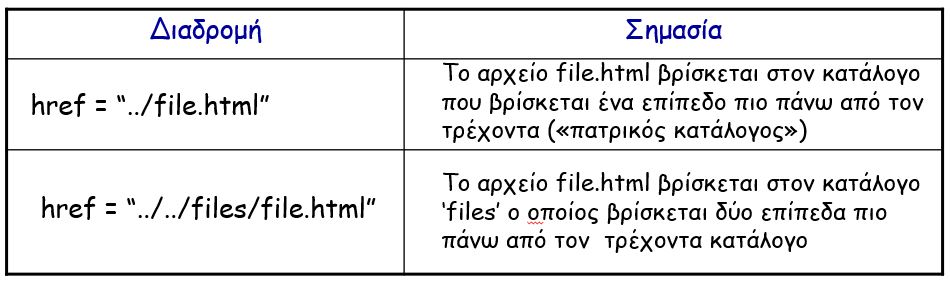 Διαδρομή Σημασία
href = “../file.html”
Το αρχείο file.html βρίσκεται στον κατάλογο
που βρίσκεται ένα επίπεδο πιο πάνω από τον
τρέχοντα («πατρικός κατάλογος»)
href = “../../files/file.html”
Το αρχείο file.html βρίσκεται στον κατάλογο
‘files’ ο οποίος βρίσκεται δύο επίπεδα πιο
πάνω από τον τρέχοντα κατάλογο